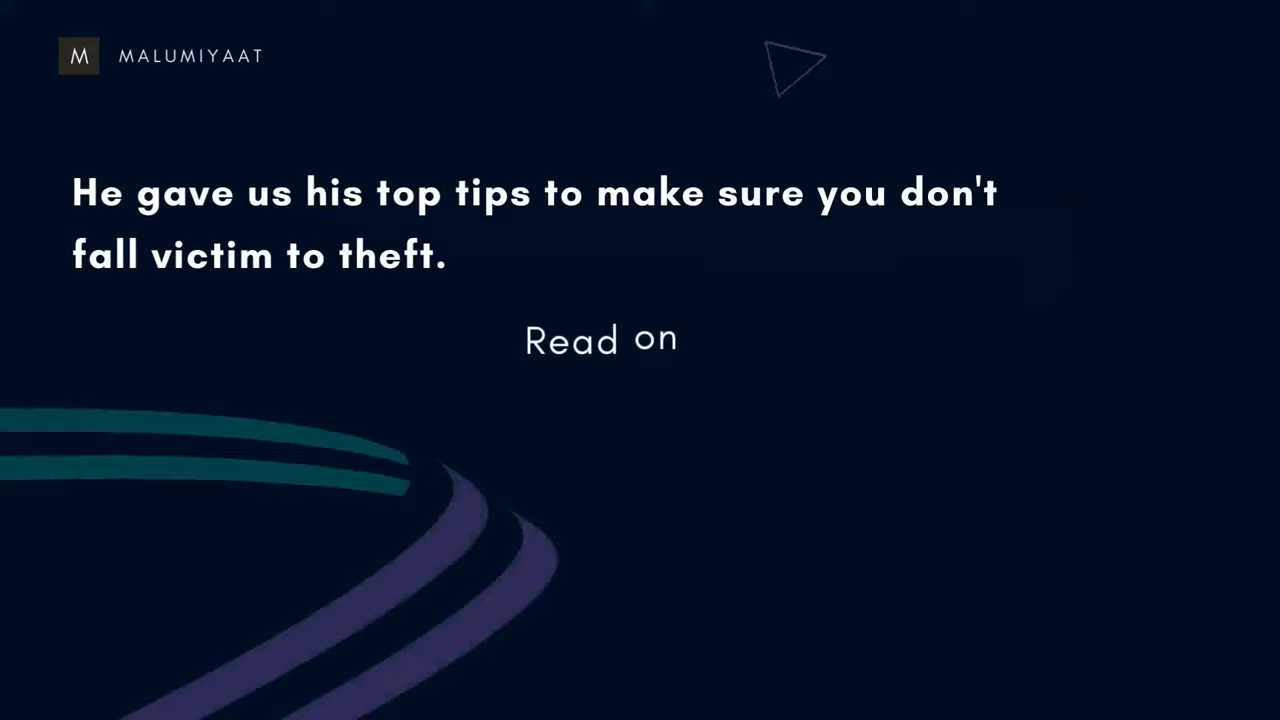 M MALUMIYAAT
He gave us his top tips to make sure you don't
fall victim to theft.
Read on